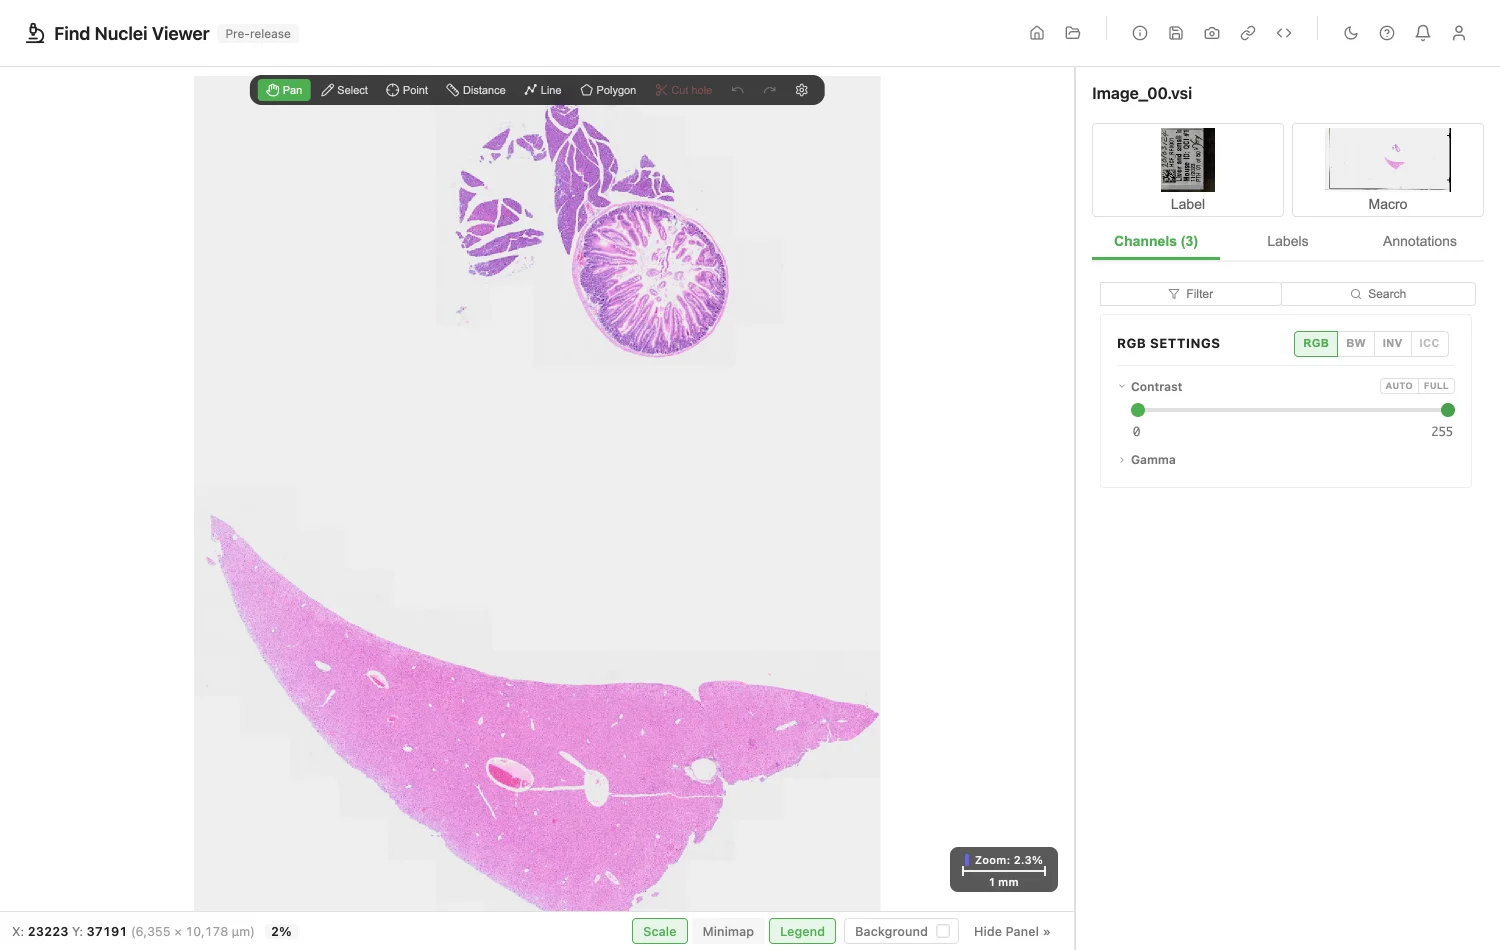 Find Nuclei Viewer Pre-release
Pan Select Point Distance Line Polygon Cut hole
Image_00.vsi
Label Macro
Channels (3) Labels Annotations
Filter Search
RGB SETTINGS RGB BW INV ICC
Contrast AUTO FULL
0 255
Gamma
Zoom: 2.3%
1 mm
X: 23223 Y: 37191 (6,355 × 10,178 µm) 2% Scale Minimap Legend Background Hide Panel »